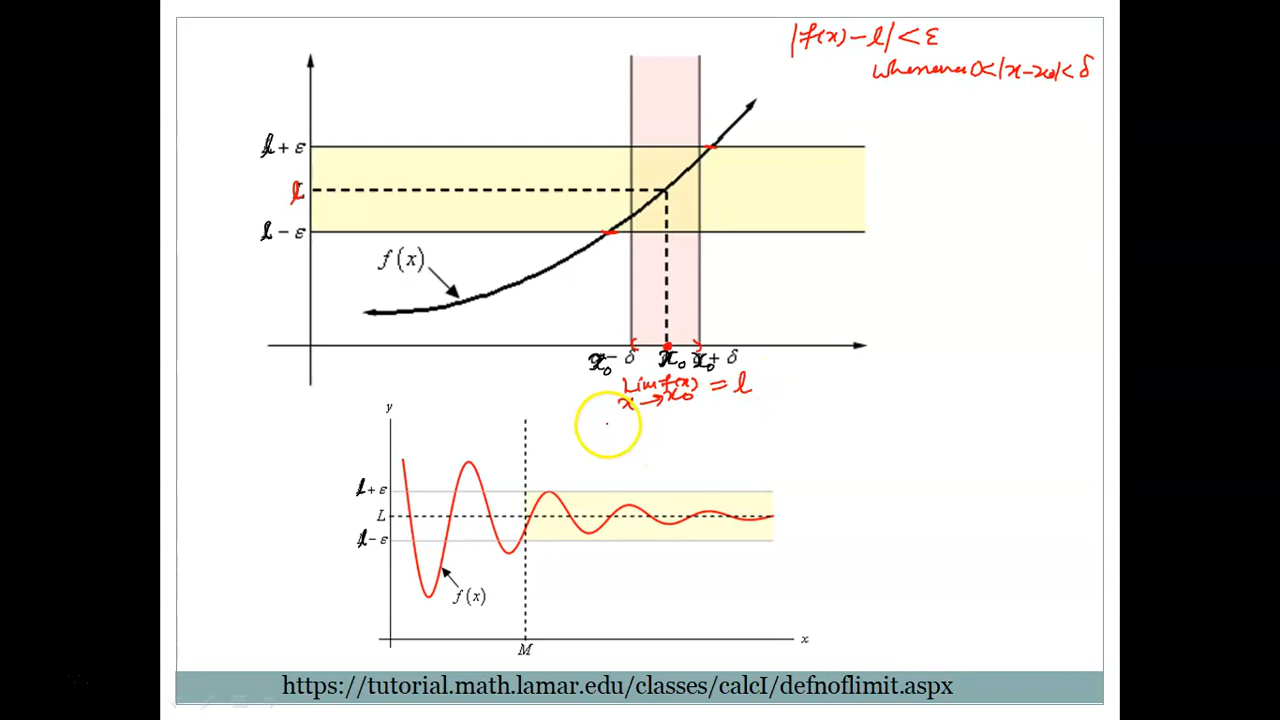 |f(x)-l|<ε
whenever 0<|x-x₀|<δ
l+ε
l
l-ε
f(x)
x₀-δ x₀ x₀+δ
Lim f(x) = l
x→x₀
y
l+ε
L
l-ε
f(x)
x
M
https://tutorial.math.lamar.edu/classes/calcI/defnoflimit.aspx